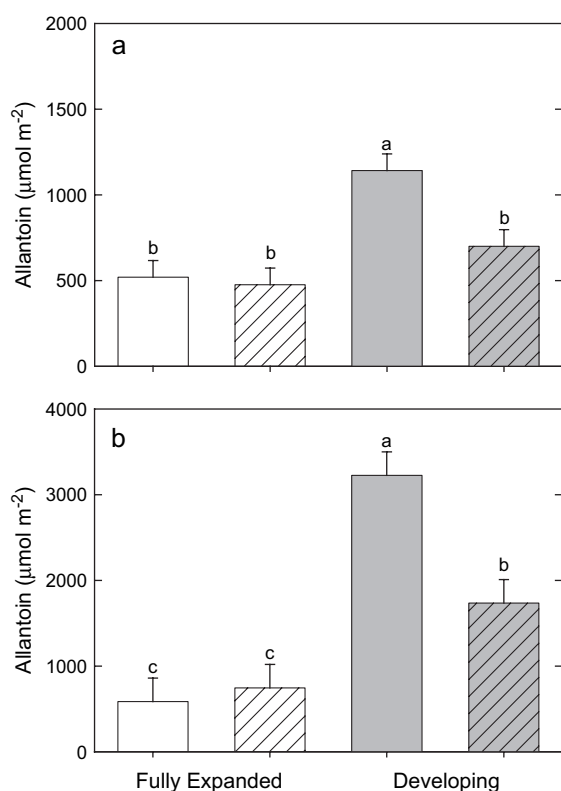 a
Allantoin (μmol m⁻²)
2000
1500
1000
500
0
b
b
a
b
b
Allantoin (μmol m⁻²)
4000
3000
2000
1000
0
c
c
a
b
Fully Expanded
Developing